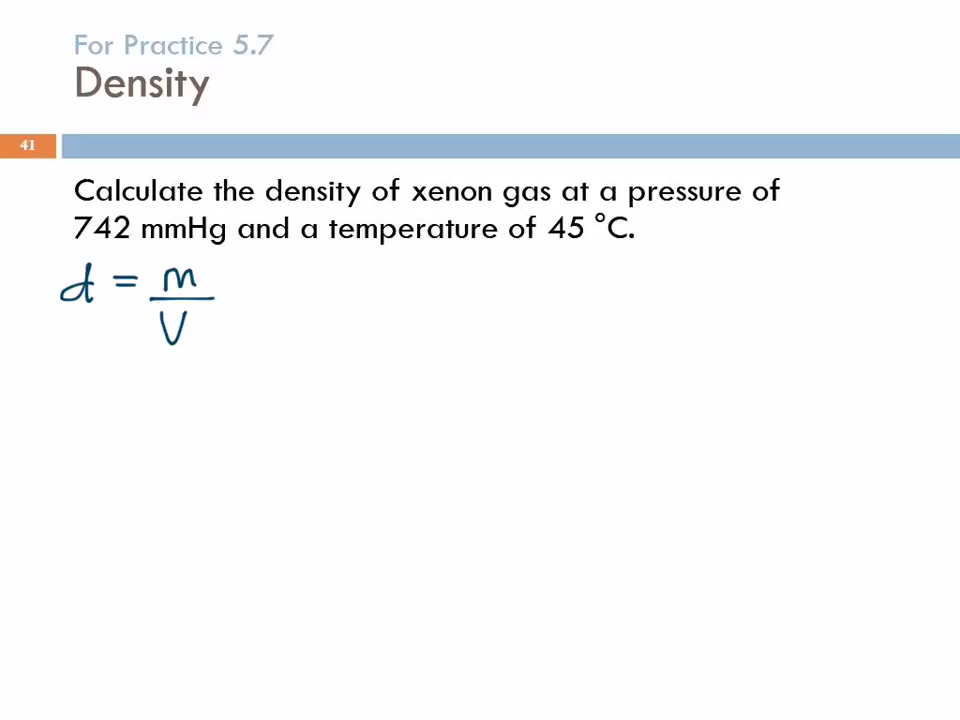 For Practice 5.7
Density
41
Calculate the density of xenon gas at a pressure of
742 mmHg and a temperature of 45 °C.
d = m
V